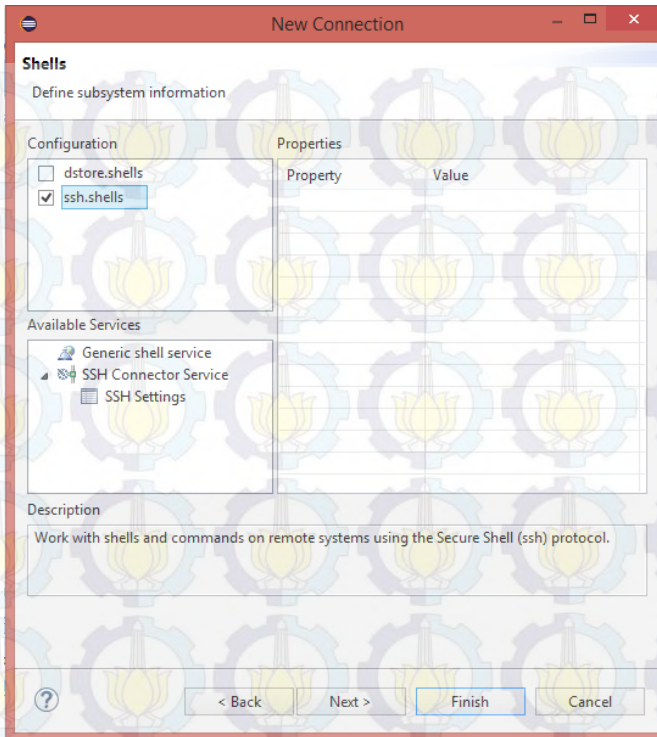 New Connection
Shells
Define subsystem information
Configuration
dstore.shells
ssh.shells
Properties
Property Value
Available Services
Generic shell service
SSH Connector Service
SSH Settings
Description
Work with shells and commands on remote systems using the Secure Shell (ssh) protocol.
?
< Back Next > Finish Cancel